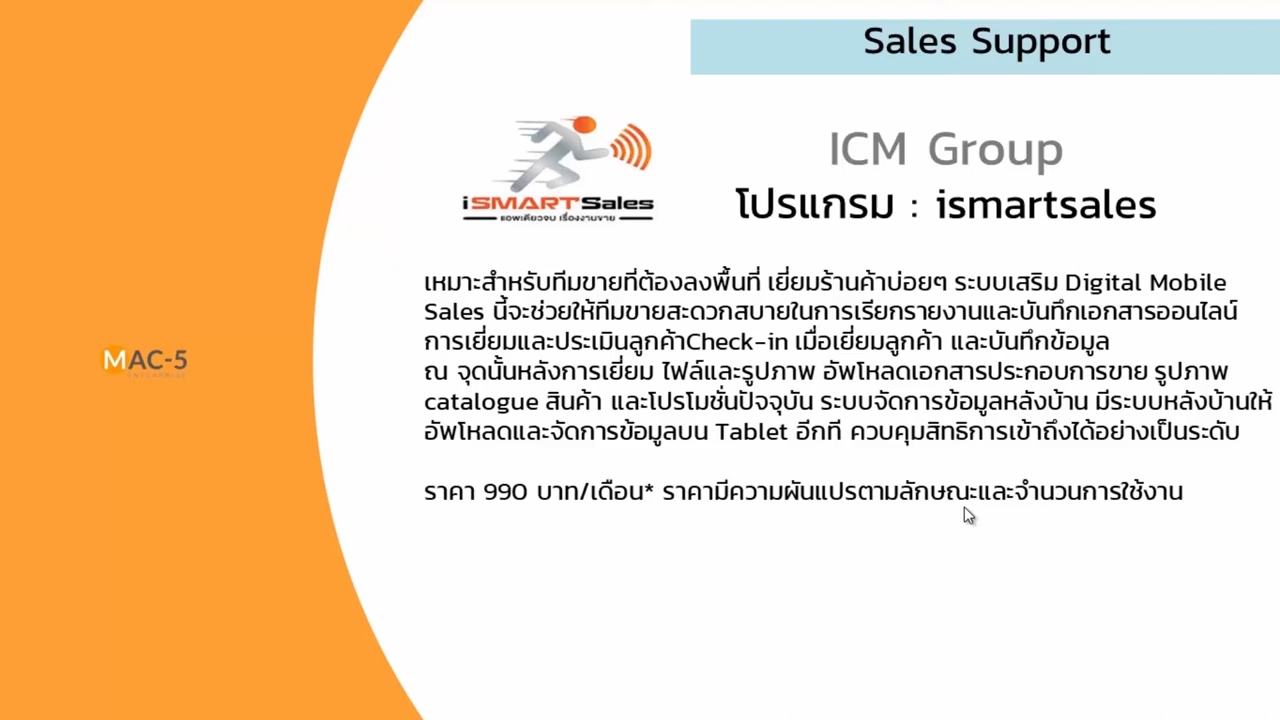 Sales Support
iSMARTSales
แอพเดียวจบ เรื่องงานขาย
ICM Group
โปรแกรม : ismartsales
เหมาะสำหรับทีมขายที่ต้องลงพื้นที่ เยี่ยมร้านค้าบ่อยๆ ระบบเสริม Digital Mobile
Sales นี้จะช่วยให้ทีมขายสะดวกสบายในการเรียกรายงานและบันทึกเอกสารออนไลน์
การเยี่ยมและประเมินลูกค้าCheck-in เมื่อเยี่ยมลูกค้า และบันทึกข้อมูล
ณ จุดนั้นหลังการเยี่ยม ไฟล์และรูปภาพ อัพโหลดเอกสารประกอบการขาย รูปภาพ
catalogue สินค้า และโปรโมชั่นปัจจุบัน ระบบจัดการข้อมูลหลังบ้าน มีระบบหลังบ้านให้
อัพโหลดและจัดการข้อมูลบน Tablet อีกที ควบคุมสิทธิการเข้าถึงได้อย่างเป็นระดับ
ราคา 990 บาท/เดือน* ราคามีความผันแปรตามลักษณะและจำนวนการใช้งาน
MAC-5
ENTERPRISE